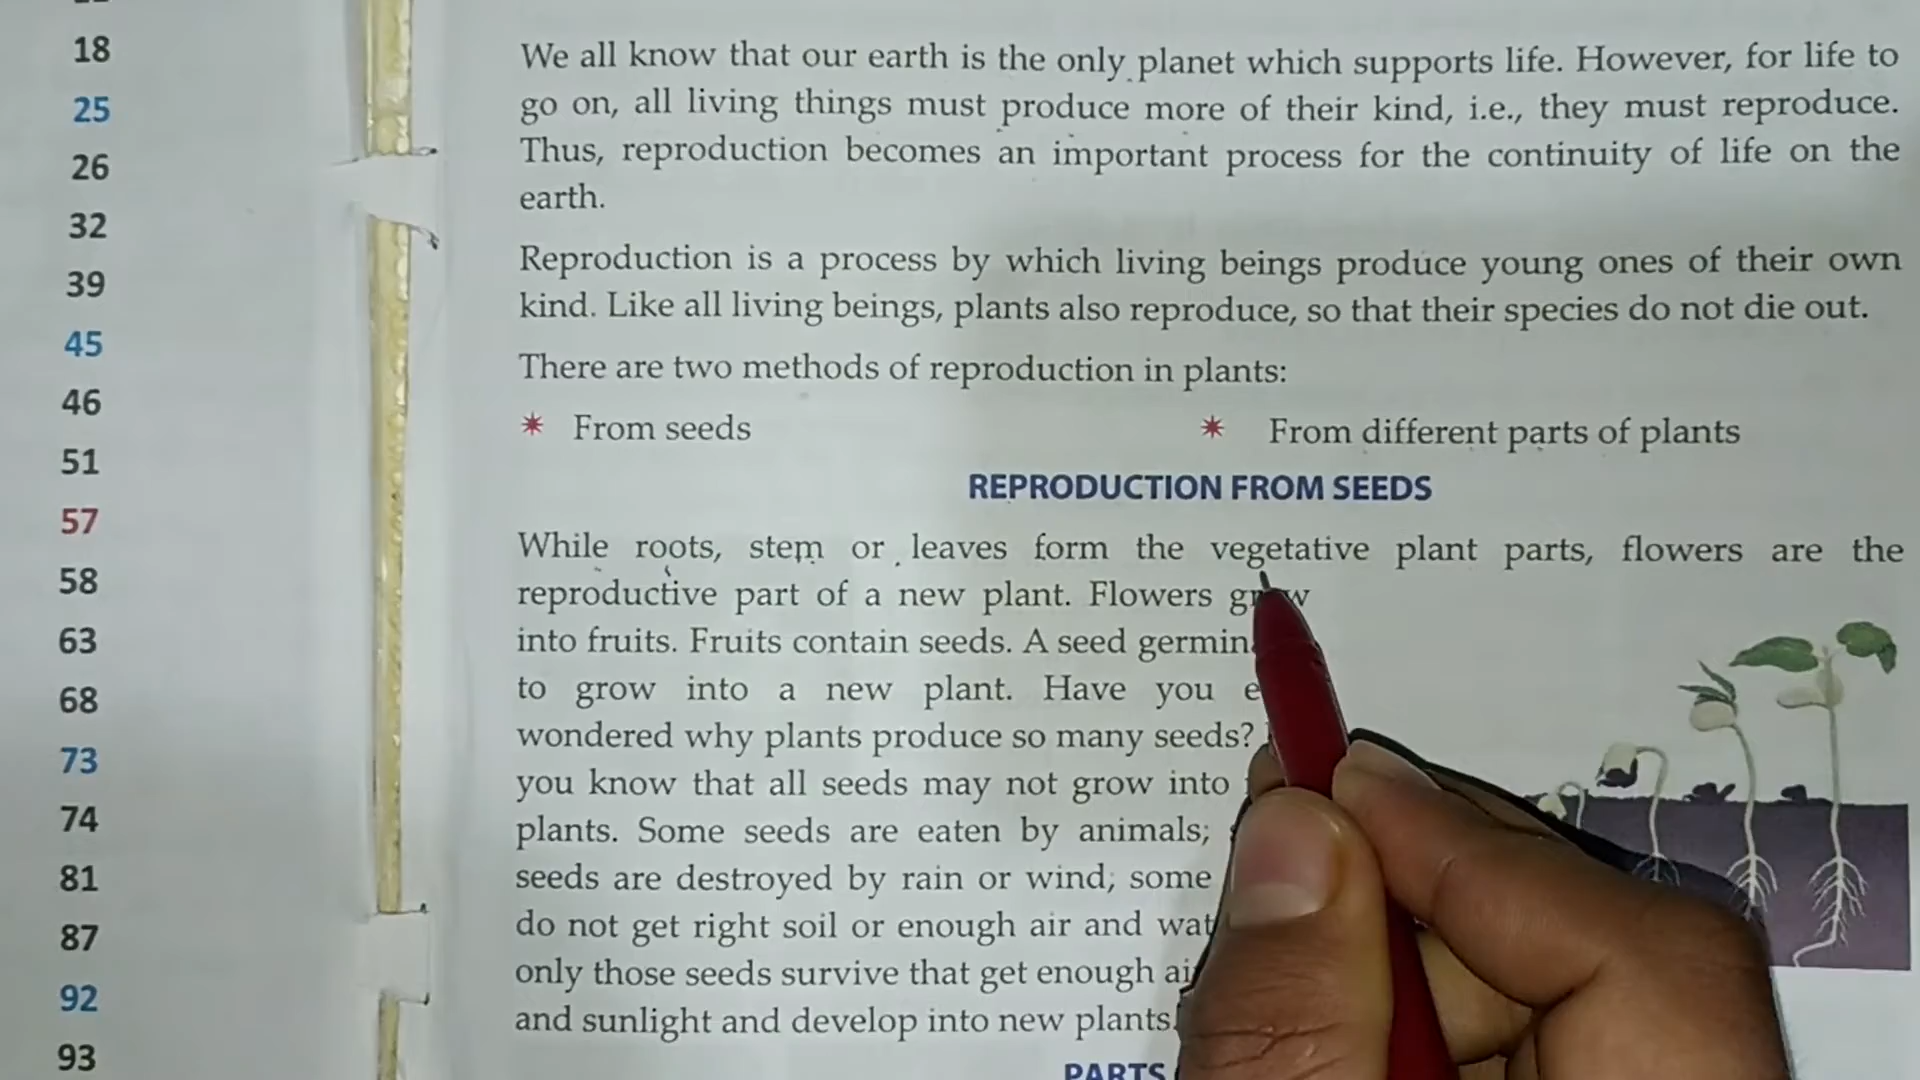 18
25
26
32
39
45
46
51
57
58
63
68
73
74
81
87
92
93
We all know that our earth is the only planet which supports life. However, for life to
go on, all living things must produce more of their kind, i.e., they must reproduce.
Thus, reproduction becomes an important process for the continuity of life on the
earth.
Reproduction is a process by which living beings produce young ones of their own
kind. Like all living beings, plants also reproduce, so that their species do not die out.
There are two methods of reproduction in plants:
* From seeds
* From different parts of plants
REPRODUCTION FROM SEEDS
While roots, stem or leaves form the vegetative plant parts, flowers are the
reproductive part of a new plant. Flowers grow
into fruits. Fruits contain seeds. A seed germin
to grow into a new plant. Have you
wondered why plants produce so many seeds?
you know that all seeds may not grow into
plants. Some seeds are eaten by animals;
seeds are destroyed by rain or wind; some
do not get right soil or enough air and wat
only those seeds survive that get enough ai
and sunlight and develop into new plants.
PARTS